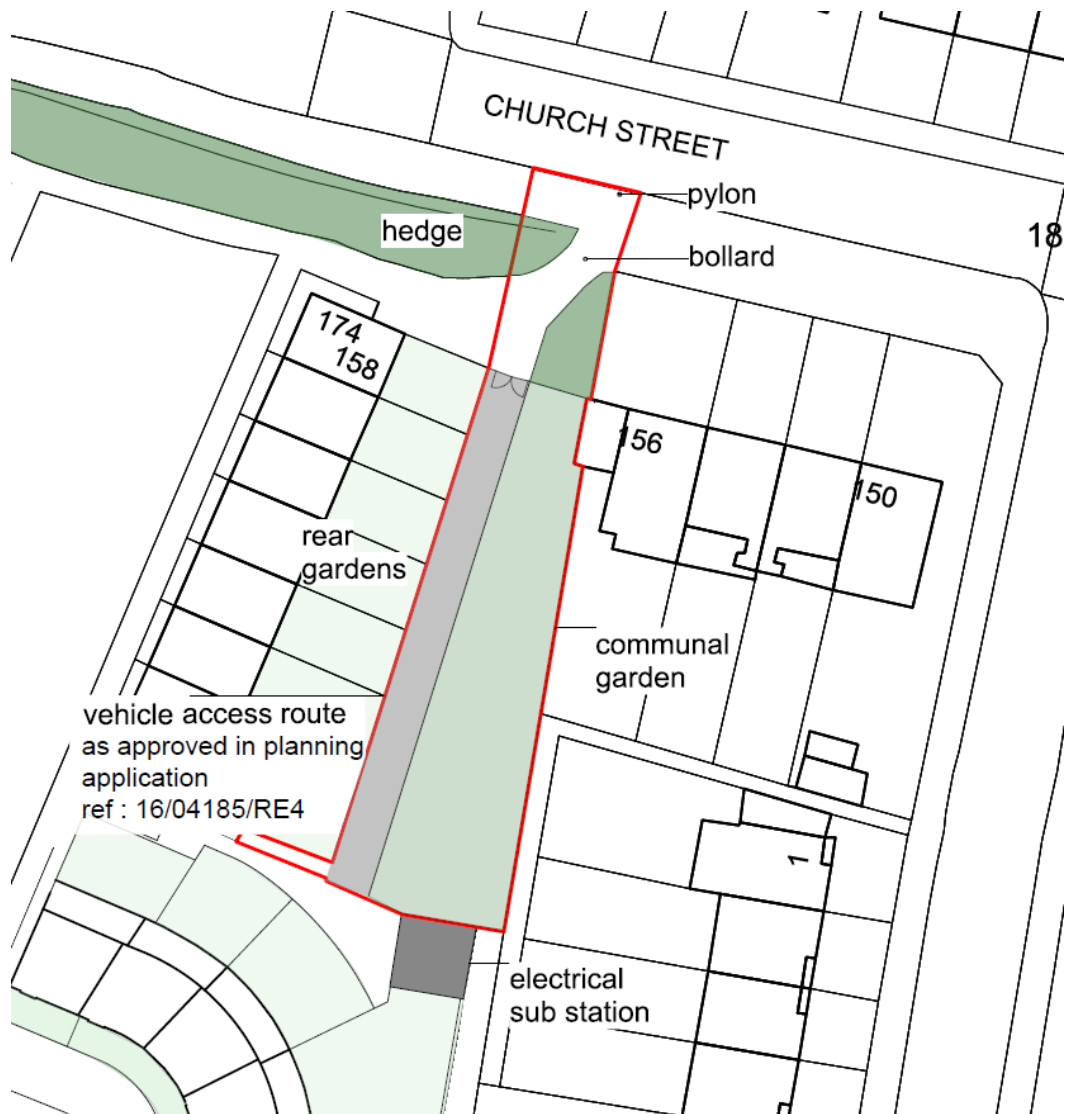 CHURCH STREET
pylon
18
hedge
bollard
174
158
156
150
rear
gardens
communal
garden
vehicle access route
as approved in planning
application
ref : 16/04185/RE4
1
electrical
sub station